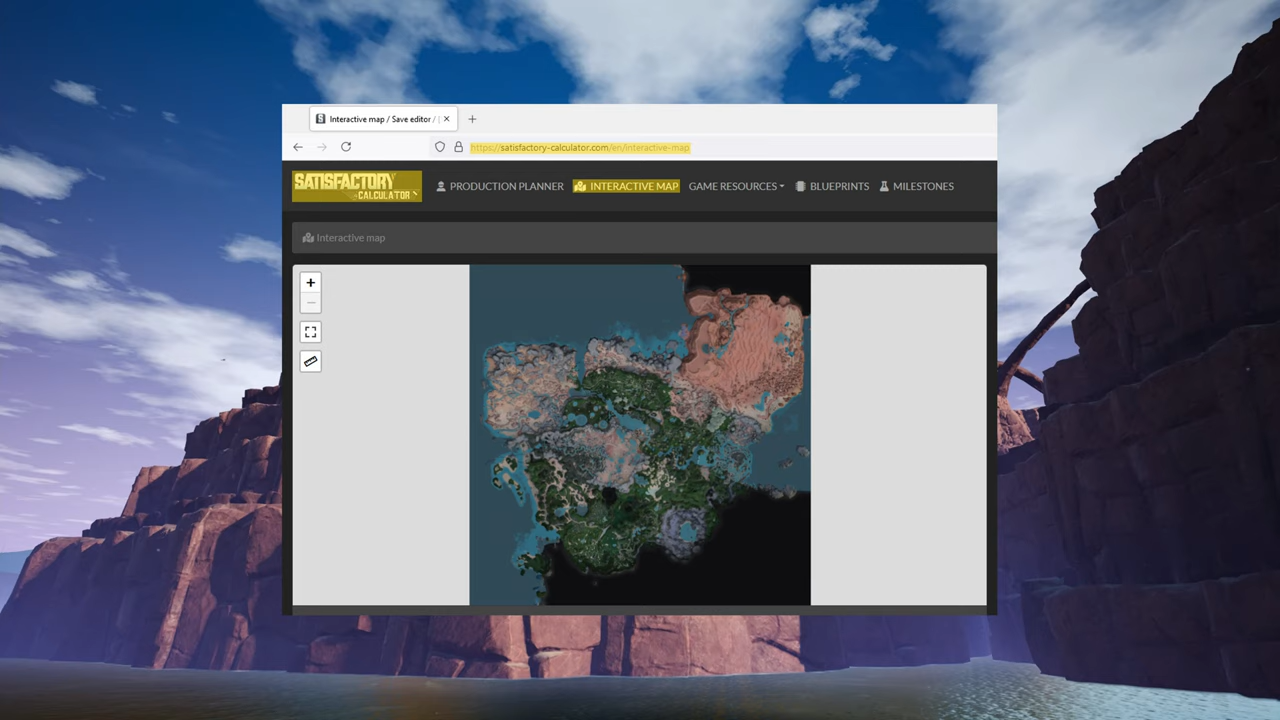 Interactive map / Save editor / [
https://satisfactory-calculator.com/en/interactive-map
SATISFACTORY
CALCULATOR
PRODUCTION PLANNER INTERACTIVE MAP GAME RESOURCES BLUEPRINTS MILESTONES
Interactive map